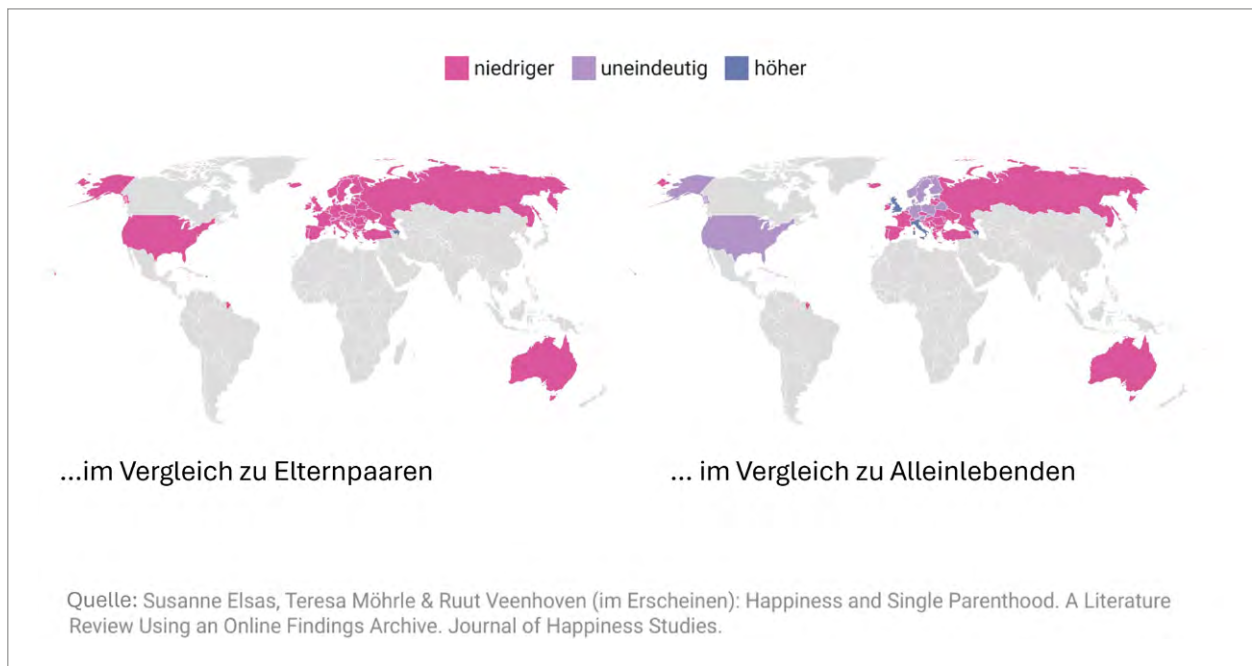 niedriger uneindeutig höher
...im Vergleich zu Elternpaaren
... im Vergleich zu Alleinlebenden
Quelle: Susanne Elsas, Teresa Möhrle & Ruut Veenhoven (im Erscheinen): Happiness and Single Parenthood. A Literature
Review Using an Online Findings Archive. Journal of Happiness Studies.